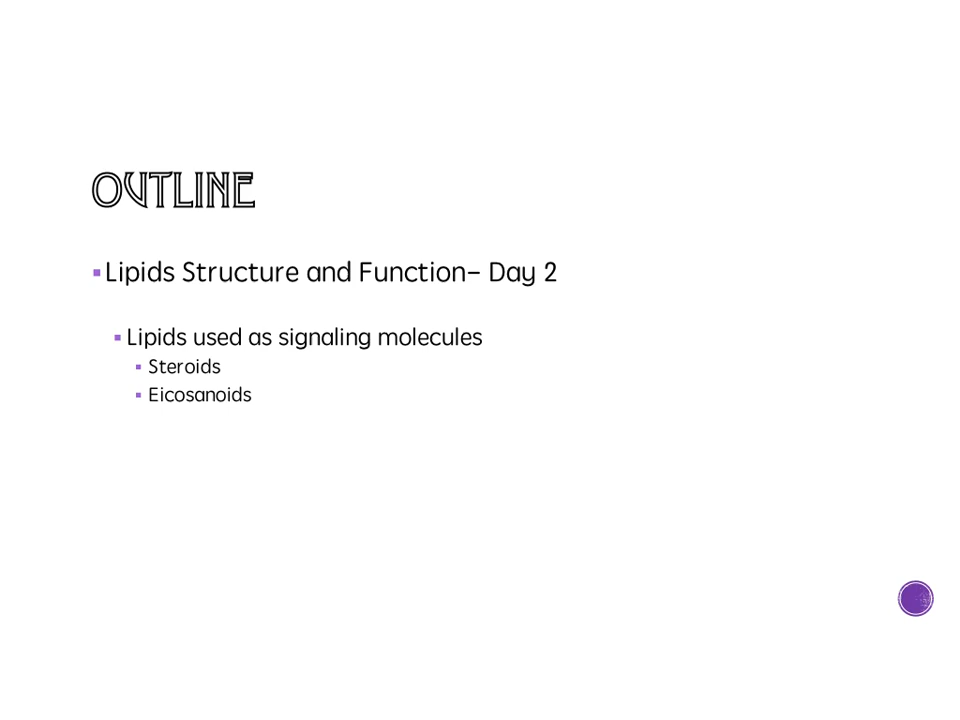 OUTLINE
▪Lipids Structure and Function– Day 2
▪ Lipids used as signaling molecules
▪ Steroids
▪ Eicosanoids